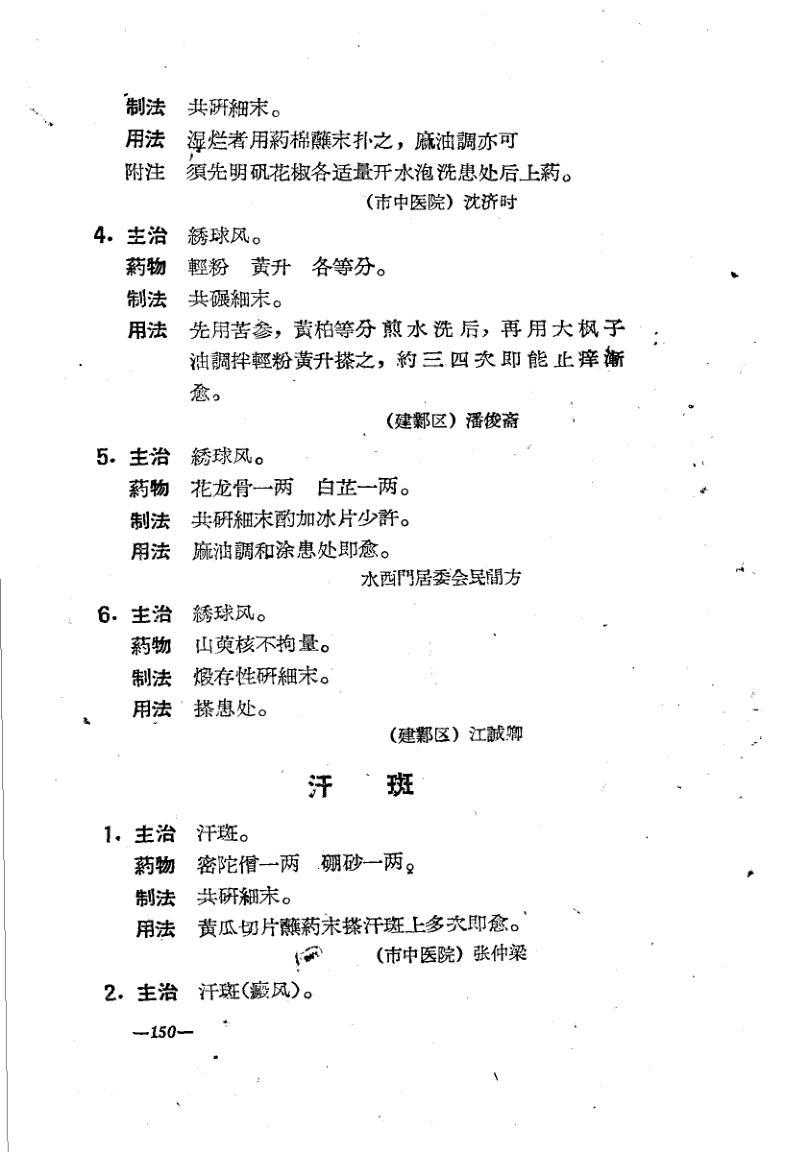 制法 共研細末。
用法 湿烂者用葯棉蘸末扑之，麻油調亦可
附注 須先明矾花椒各适量开水泡洗患处后上葯。
（市中医院）沈济时
4. 主治 綉球风。
葯物 輕粉 黃升 各等分。
制法 共碾細末。
用法 先用苦参，黃柏等分煎水洗后，再用大枫子
油調拌輕粉黃升搽之，約三四次即能止痒漸
愈。
（建鄴区）潘俊斋
5. 主治 綉球风。
葯物 花龙骨一两 白芷一两。
制法 共研細末酌加冰片少許。
用法 麻油調和涂患处即愈。
水西門居委会民間方
6. 主治 綉球风。
葯物 山萸核不拘量。
制法 煅存性研細末。
用法 搽患处。
（建鄴区）江誠卿
汗 斑
1. 主治 汗斑。
葯物 密陀僧一两 硼砂一两。
制法 共研細末。
用法 黃瓜切片蘸葯末搽汗斑上多次即愈。
（市中医院）张仲梁
2. 主治 汗斑(癜风)。
—150—